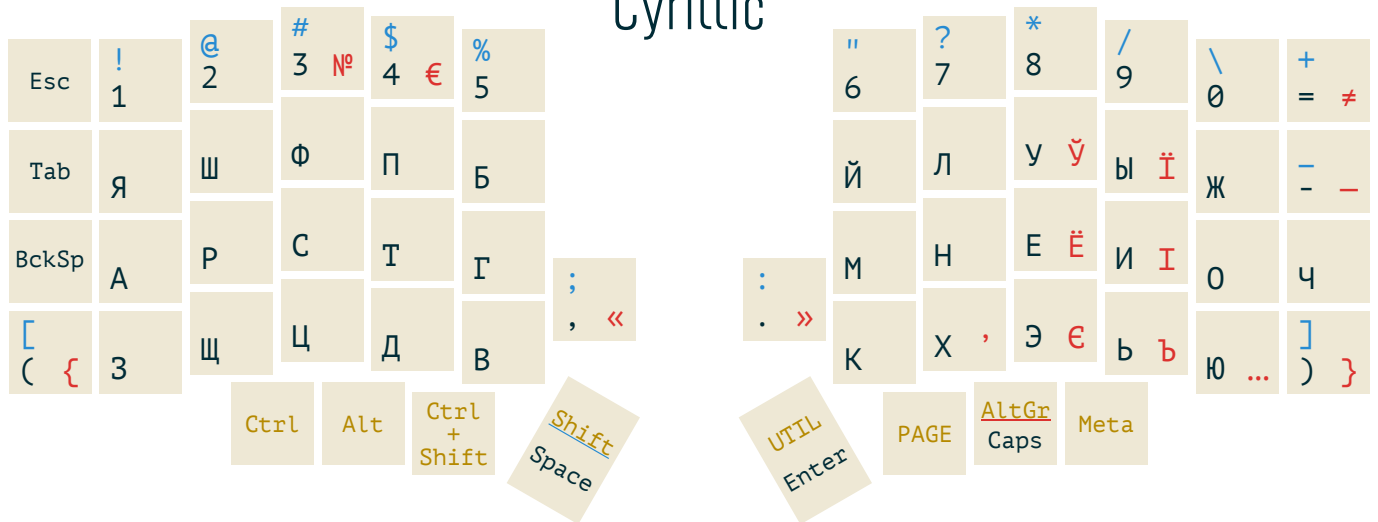 Cyrillic
Esc
! 1
@ 2
# 3 №
$ 4 €
% 5
" 6
? 7
* 8
/ 9
\ 0
+ = ≠
Tab
Я
Ш
Ф
П
Б
Й
Л
У Ў
Ы Ї
Ж
_ - —
BckSp
А
Р
С
Т
Г
; , «
: . »
М
Н
Е Ё
И І
О
Ч
[ ( {
З
Щ
Ц
Д
В
К
Х ’
Э Є
Ь Ъ
Ю …
] ) }
Ctrl
Alt
Ctrl
+
Shift
Shift
Space
UTIL
Enter
PAGE
AltGr
Caps
Meta